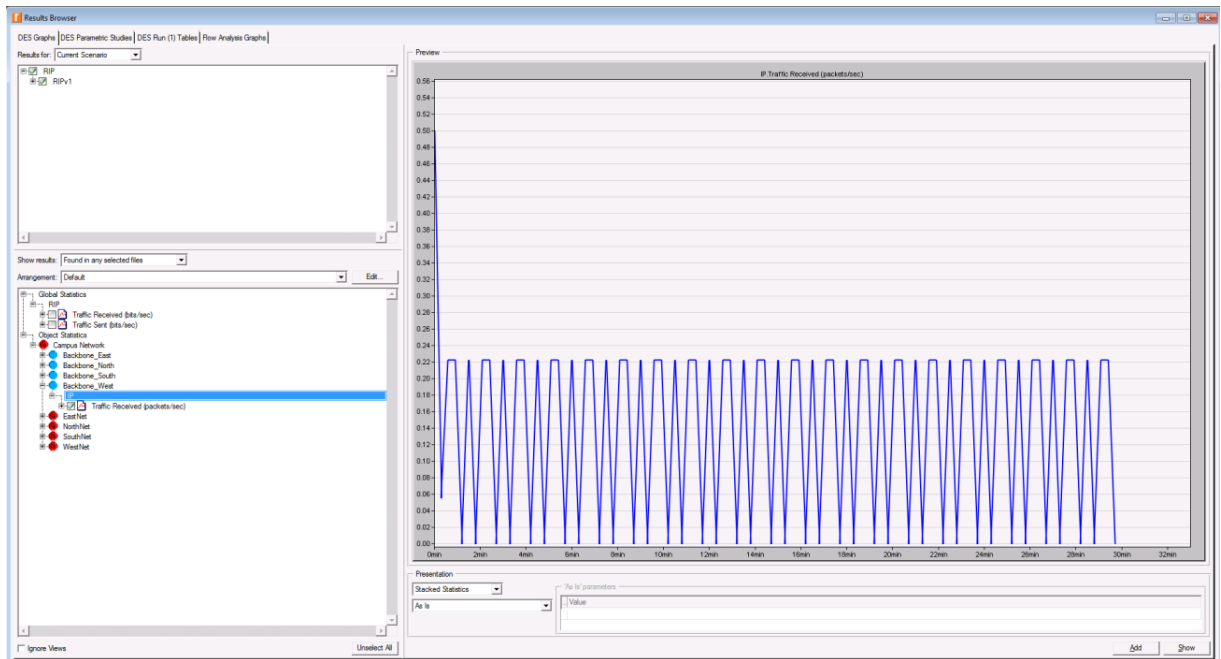 Results Browser
DES Graphs DES Parametric Studies DES Run (1) Tables Flow Analysis Graphs
Results for: Current Scenario
RIP
RIPv1
Show results: Found in any selected files
Arrangement: Default Edit...
Global Statistics
RIP
Traffic Received (bits/sec)
Traffic Sent (bits/sec)
Object Statistics
Campus Network
Backbone_East
Backbone_North
Backbone_South
Backbone_West
IP
Traffic Received (packets/sec)
EastNet
NorthNet
SouthNet
WestNet
Ignore Views Unselect All
Preview
IP.Traffic Received (packets/sec)
0.56
0.54
0.52
0.50
0.48
0.46
0.44
0.42
0.40
0.38
0.36
0.34
0.32
0.30
0.28
0.26
0.24
0.22
0.20
0.18
0.16
0.14
0.12
0.10
0.08
0.06
0.04
0.02
0.00
0min 2min 4min 6min 8min 10min 12min 14min 16min 18min 20min 22min 24min 26min 28min 30min 32min
Presentation
Stacked Statistics
As Is
'As Is' parameters
Value
Add Show